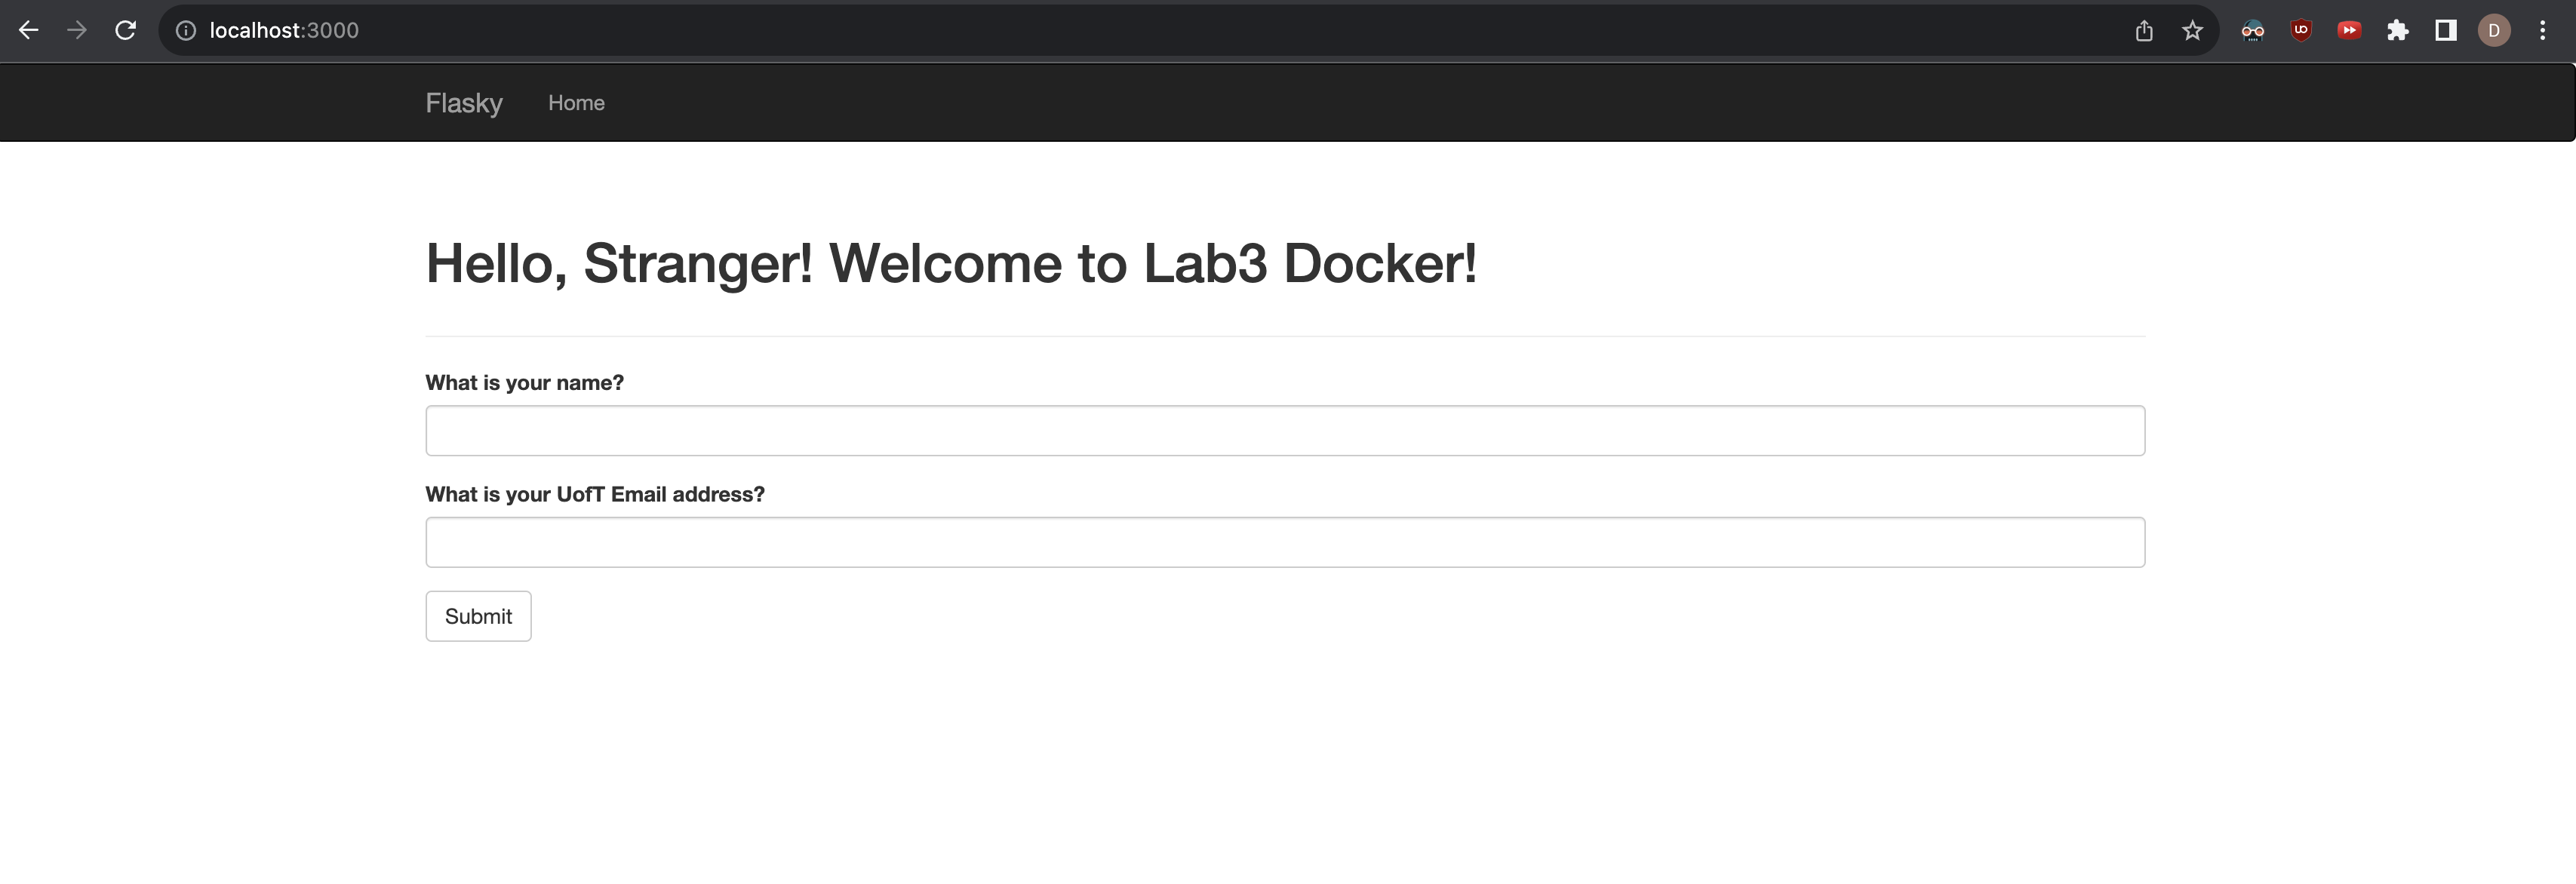 localhost:3000
D
Flasky Home
Hello, Stranger! Welcome to Lab3 Docker!
What is your name?
What is your UofT Email address?
Submit